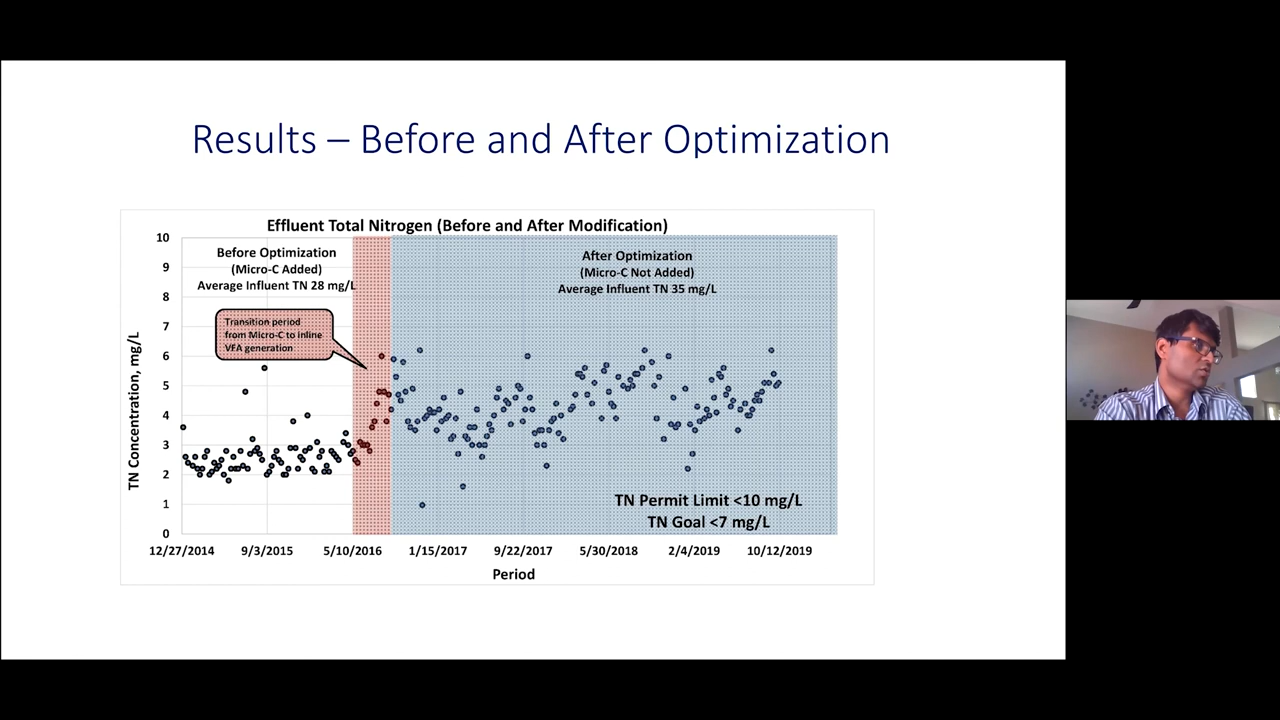 Results – Before and After Optimization
Effluent Total Nitrogen (Before and After Modification)
TN Concentration, mg/L
10
9
8
7
6
5
4
3
2
1
0
Before Optimization
(Micro-C Added)
Average Influent TN 28 mg/L
Transition period
from Micro-C to inline
VFA generation
After Optimization
(Micro-C Not Added)
Average Influent TN 35 mg/L
TN Permit Limit <10 mg/L
TN Goal <7 mg/L
12/27/2014
9/3/2015
5/10/2016
1/15/2017
9/22/2017
5/30/2018
2/4/2019
10/12/2019
Period